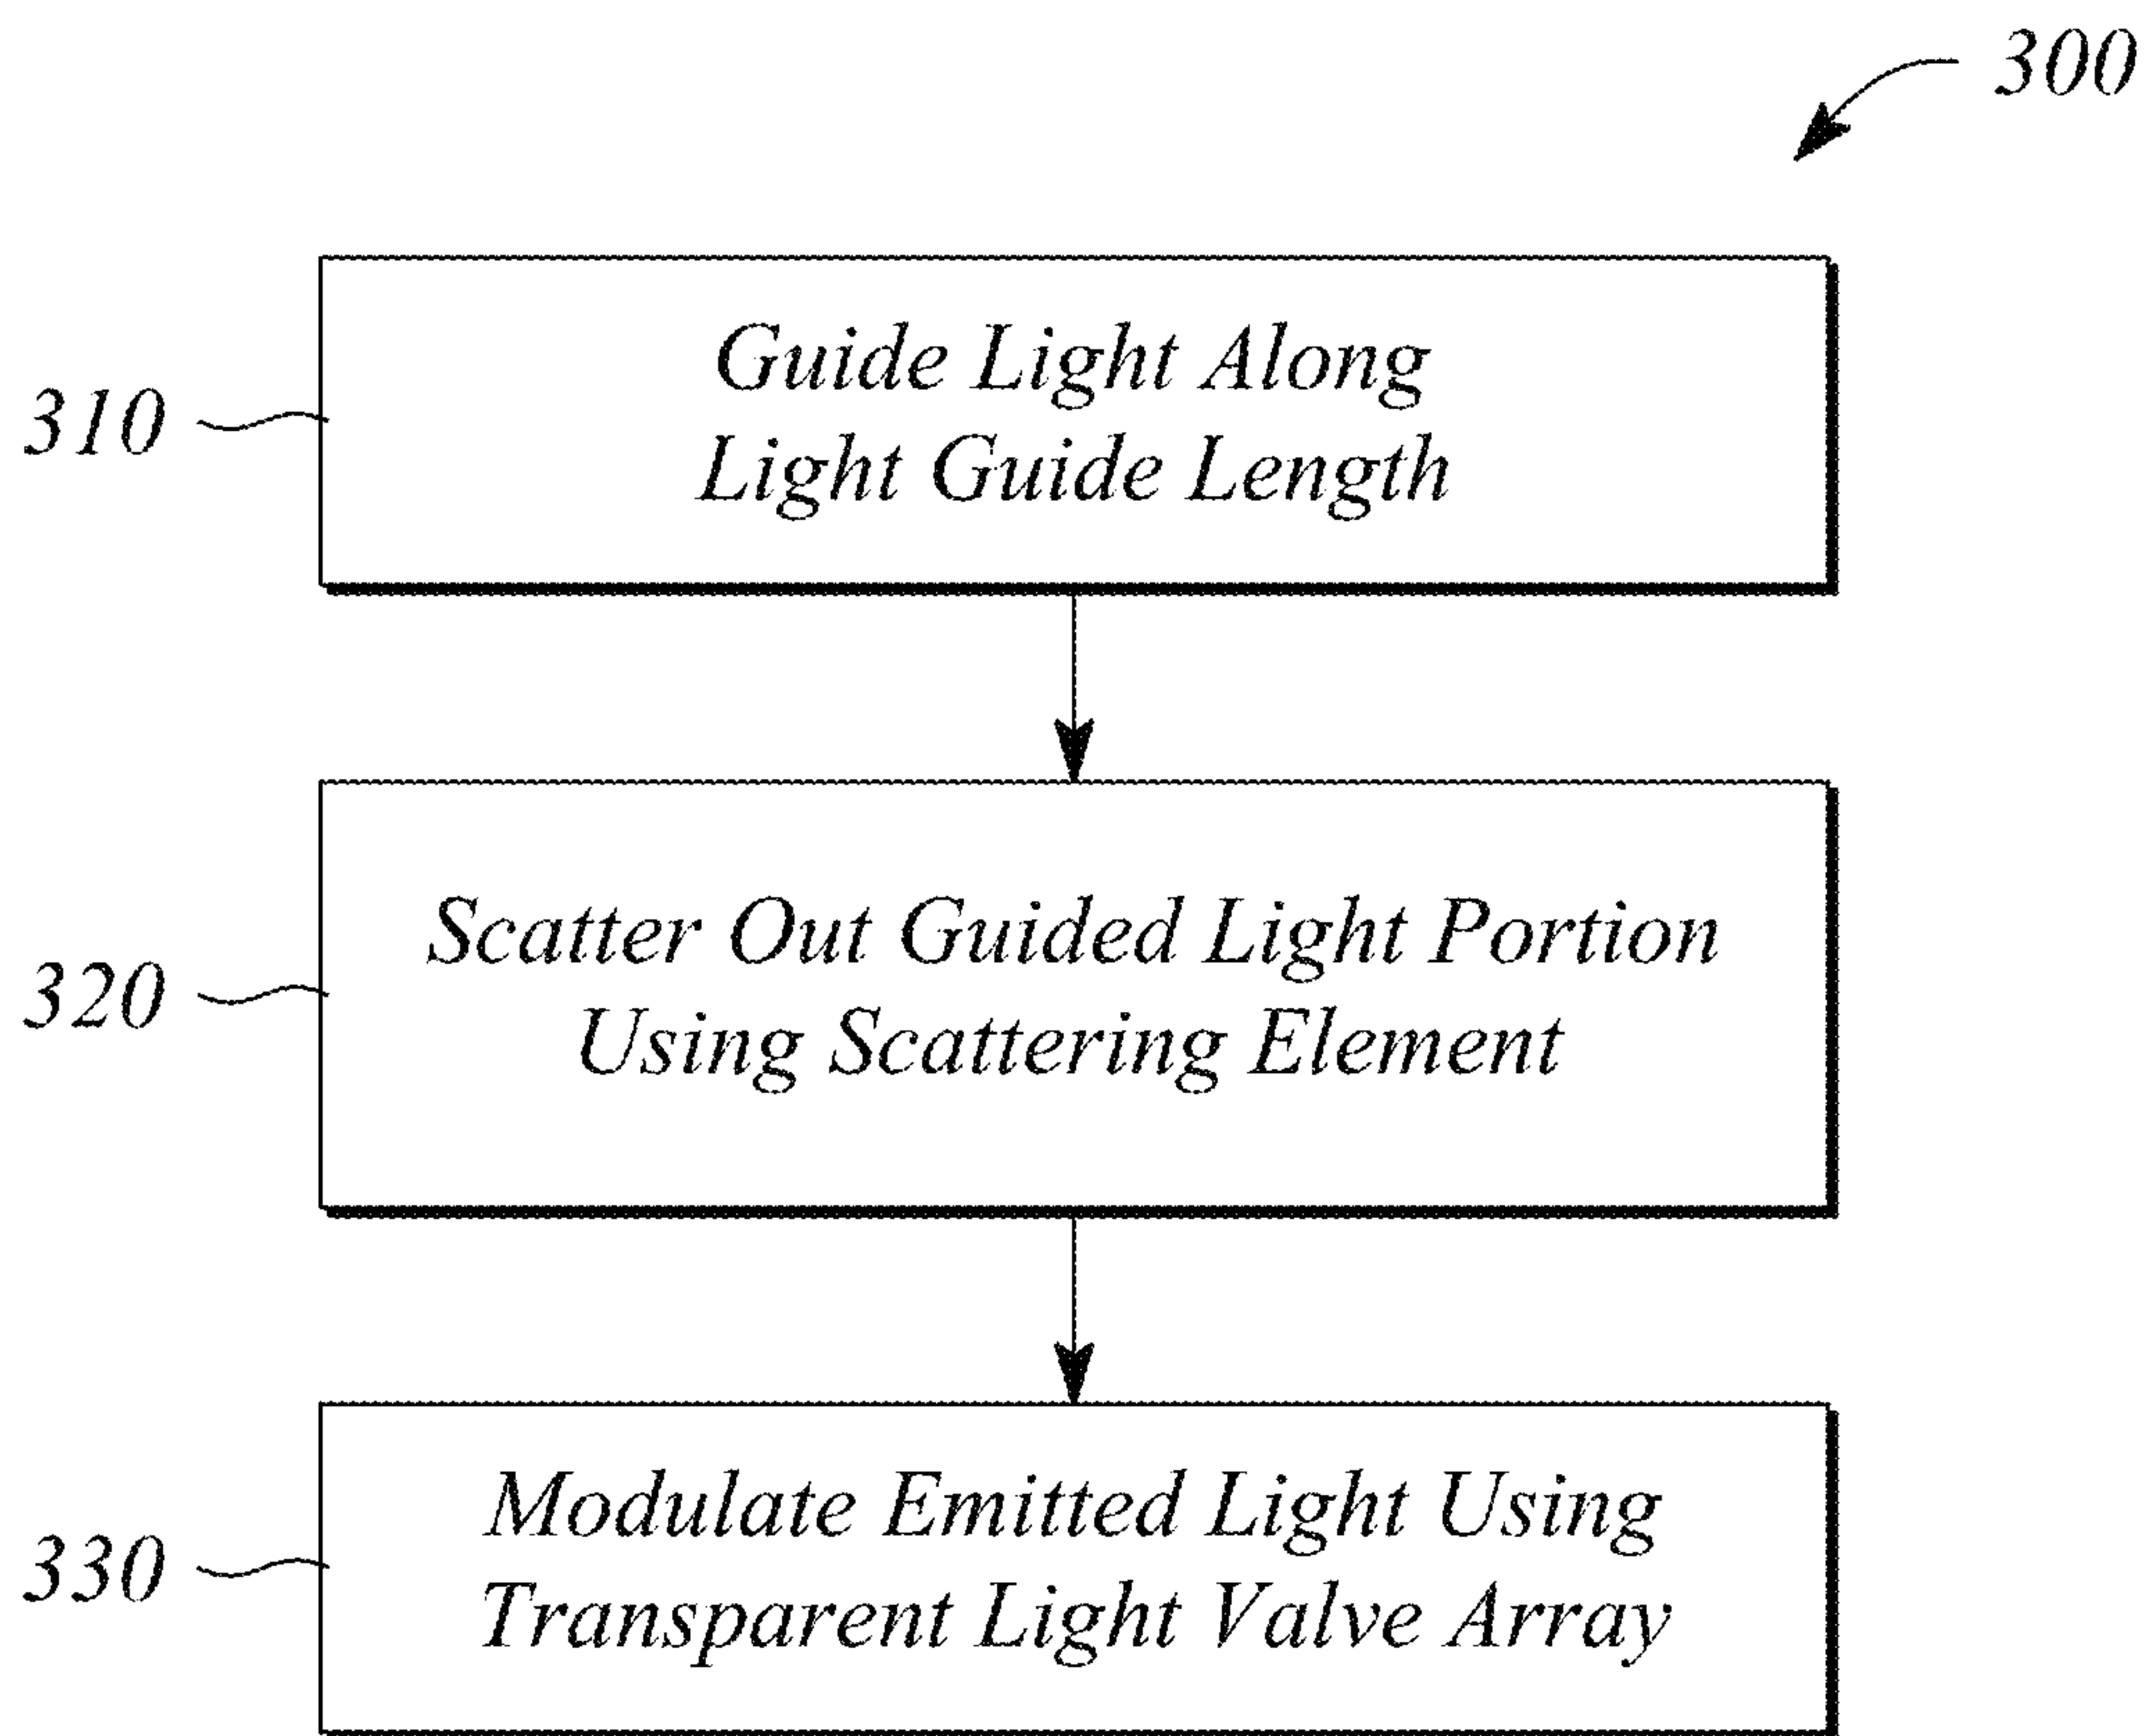 300
310
Guide Light Along
Light Guide Length
320
Scatter Out Guided Light Portion
Using Scattering Element
330
Modulate Emitted Light Using
Transparent Light Valve Array